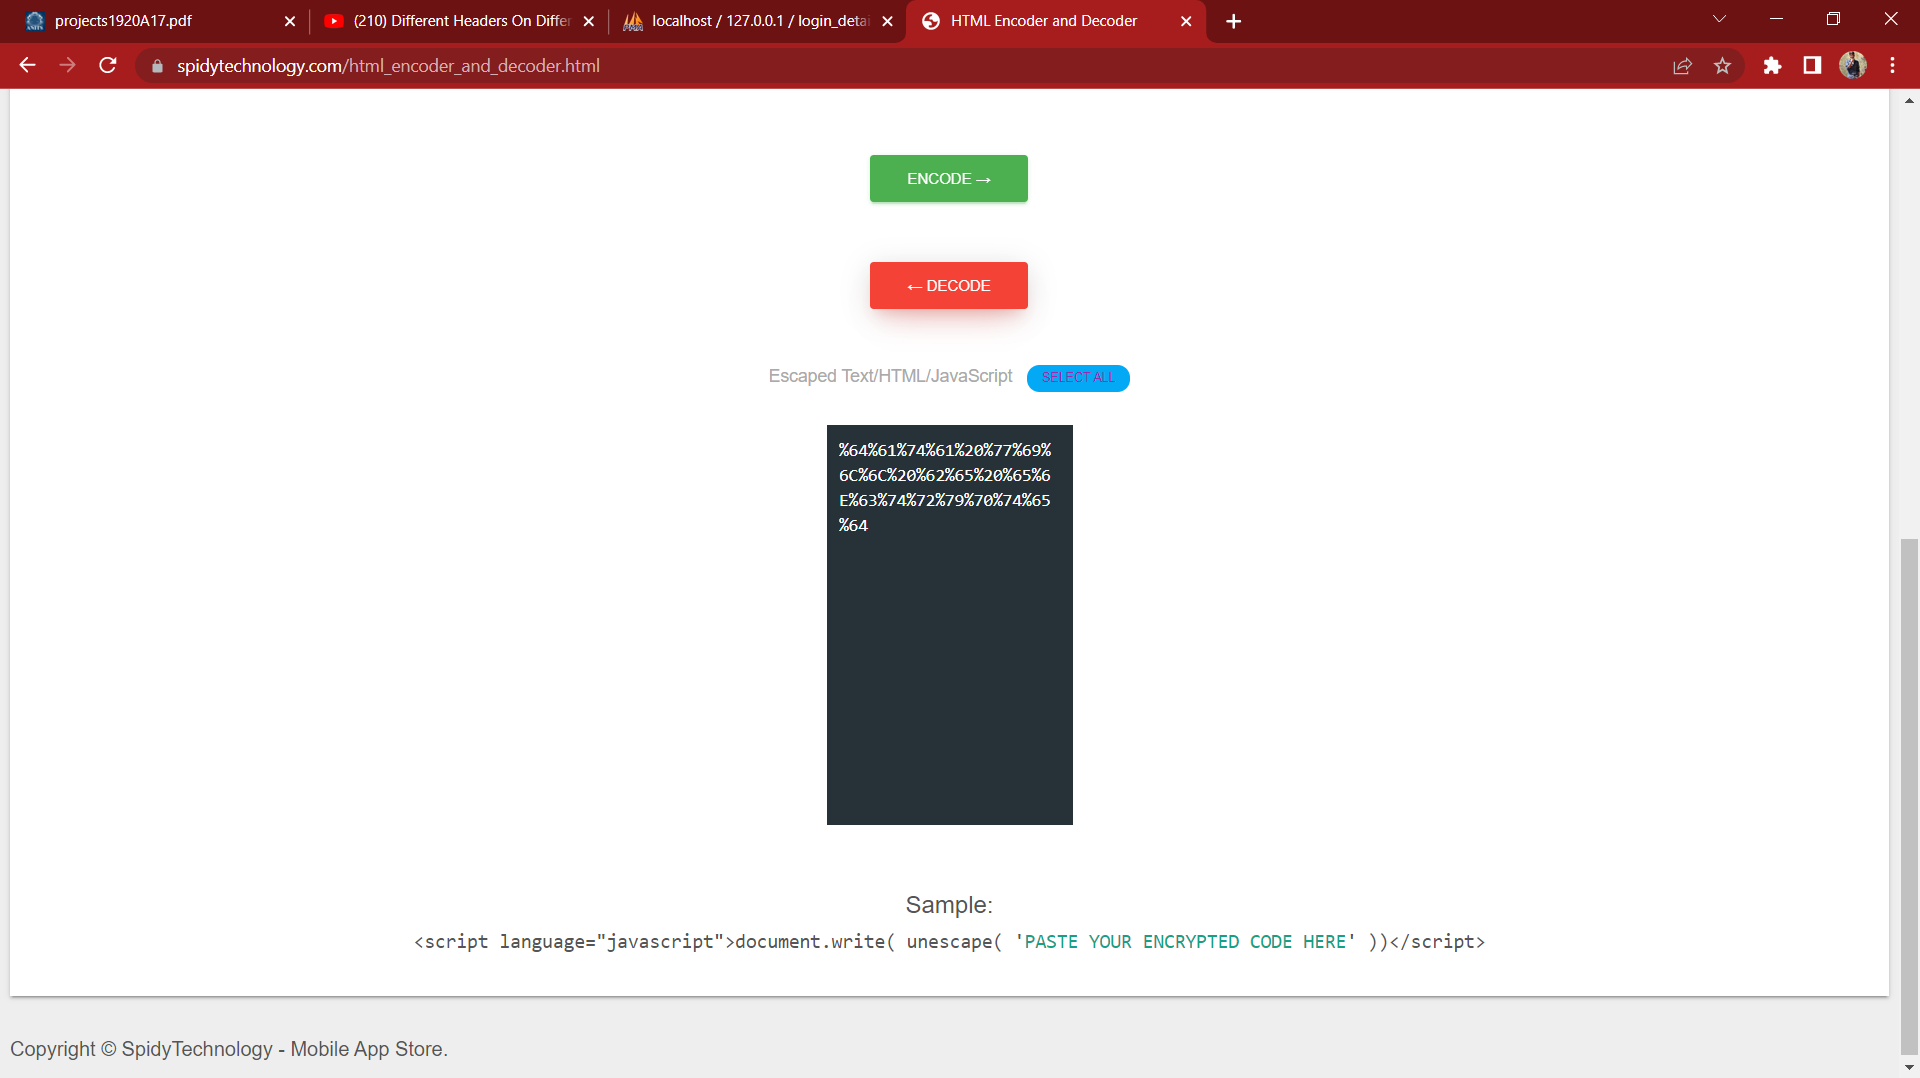 projects1920A17.pdf
(210) Different Headers On Differ
localhost / 127.0.0.1 / login_detai
HTML Encoder and Decoder
spidytechnology.com/html_encoder_and_decoder.html
ENCODE →
← DECODE
Escaped Text/HTML/JavaScript SELECT ALL
%64%61%74%61%20%77%69%
6C%6C%20%62%65%20%65%6
E%63%74%72%79%70%74%65
%64
Sample:
<script language="javascript">document.write( unescape( 'PASTE YOUR ENCRYPTED CODE HERE' ))</script>
Copyright © SpidyTechnology - Mobile App Store.